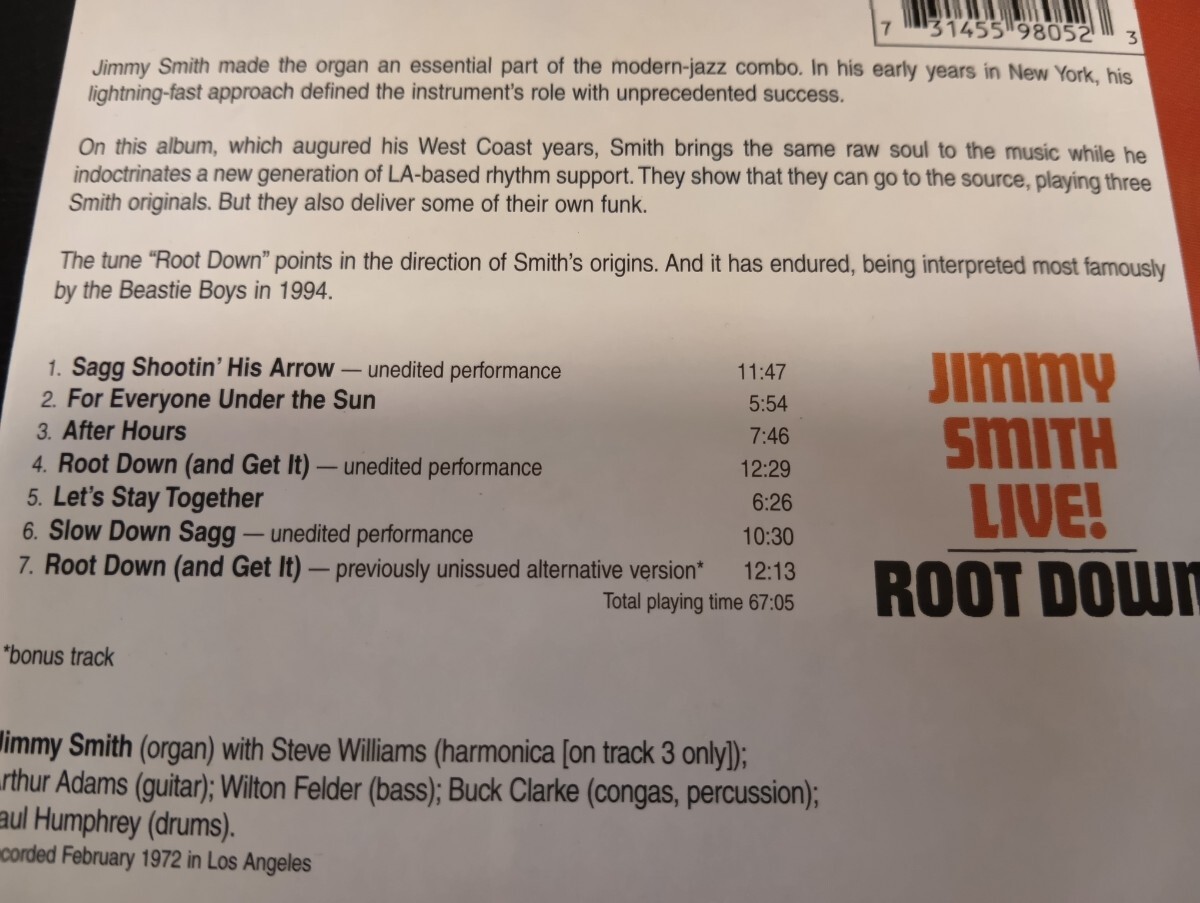 7 31455 98052 3
Jimmy Smith made the organ an essential part of the modern-jazz combo. In his early years in New York, his
lightning-fast approach defined the instrument's role with unprecedented success.
On this album, which augured his West Coast years, Smith brings the same raw soul to the music while he
indoctrinates a new generation of LA-based rhythm support. They show that they can go to the source, playing three
Smith originals. But they also deliver some of their own funk.
The tune “Root Down” points in the direction of Smith's origins. And it has endured, being interpreted most famously
by the Beastie Boys in 1994.
1. Sagg Shootin' His Arrow — unedited performance 11:47
2. For Everyone Under the Sun 5:54
3. After Hours 7:46
4. Root Down (and Get It) — unedited performance 12:29
5. Let's Stay Together 6:26
6. Slow Down Sagg — unedited performance 10:30
7. Root Down (and Get It) — previously unissued alternative version* 12:13
Total playing time 67:05
JIMMY
SMITH
LIVE!
ROOT DOWN
*bonus track
Jimmy Smith (organ) with Steve Williams (harmonica [on track 3 only]);
rthur Adams (guitar); Wilton Felder (bass); Buck Clarke (congas, percussion);
aul Humphrey (drums).
corded February 1972 in Los Angeles